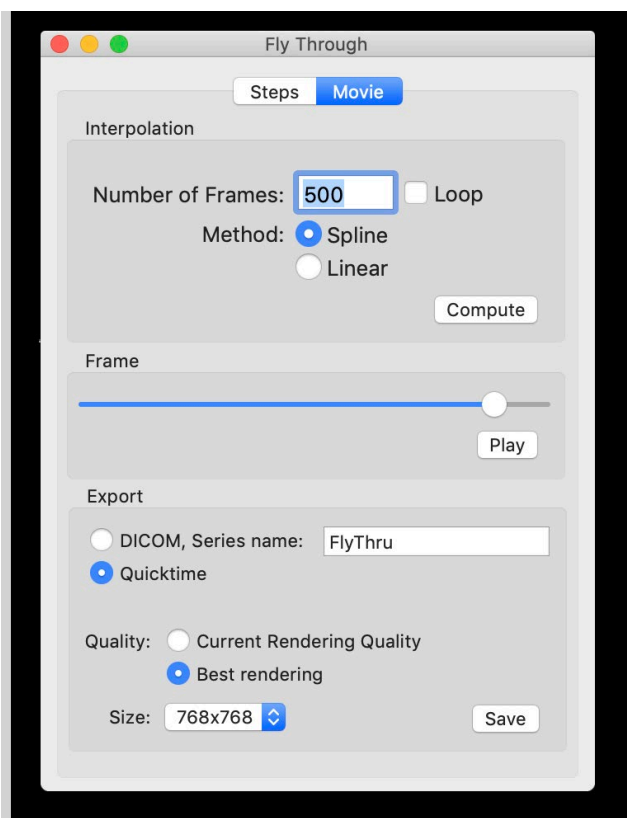 Fly Through
Steps Movie
Interpolation
Number of Frames: 500 Loop
Method: Spline
Linear
Compute
Frame
Play
Export
DICOM, Series name: FlyThru
Quicktime
Quality: Current Rendering Quality
Best rendering
Size: 768x768 Save